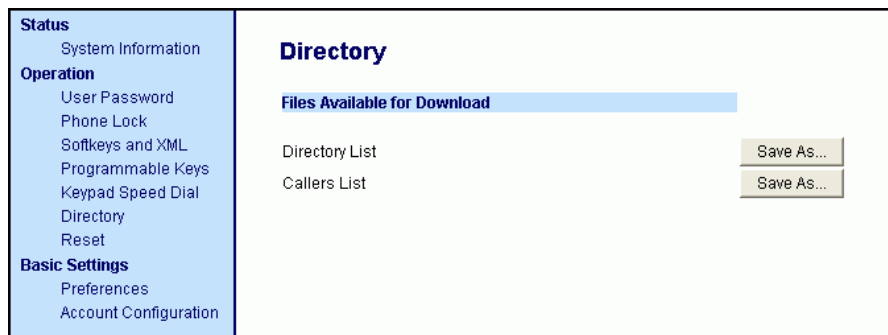 Status
System Information
Operation
User Password
Phone Lock
Softkeys and XML
Programmable Keys
Keypad Speed Dial
Directory
Reset
Basic Settings
Preferences
Account Configuration
Directory
Files Available for Download
Directory List Save As...
Callers List Save As...